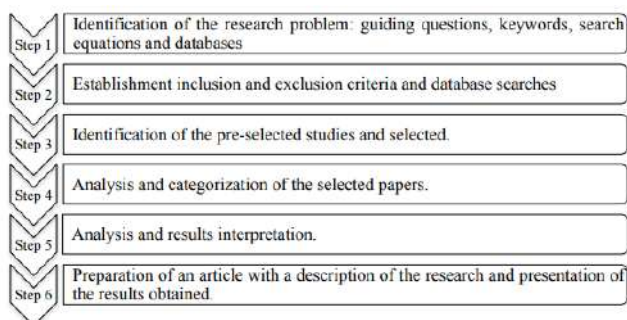 Step 1
Identification of the research problem: guiding questions, keywords, search
equations and databases
Step 2
Establishment inclusion and exclusion criteria and database searches
Step 3
Identification of the pre-selected studies and selected.
Step 4
Analysis and categorization of the selected papers.
Step 5
Analysis and results interpretation.
Step 6
Preparation of an article with a description of the research and presentation of
the results obtained.